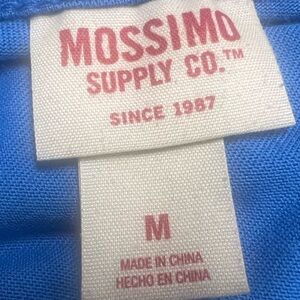 MOSSIMO
SUPPLY CO.™
SINCE 1987
M
MADE IN CHINA
HECHO EN CHINA